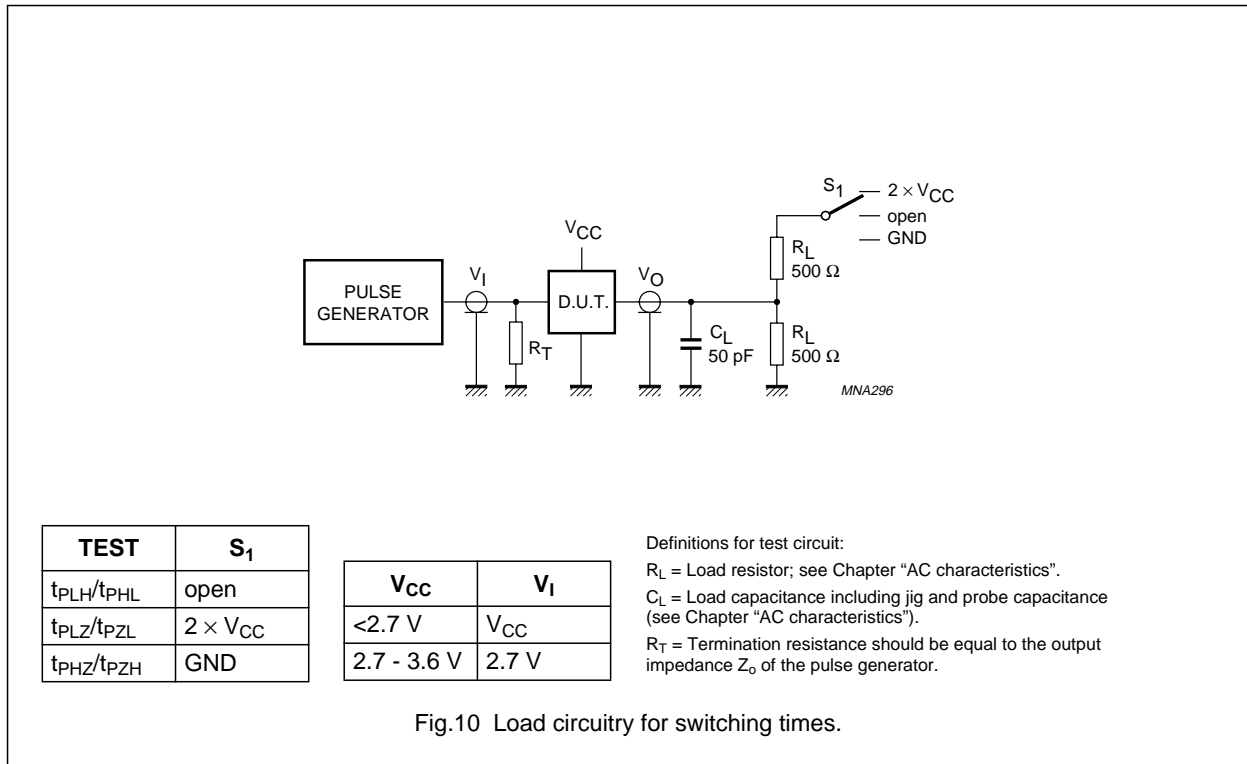 S1
2 × VCC
open
GND
VCC
RL
500 Ω
VI
VO
PULSE
GENERATOR
D.U.T.
RT
CL
50 pF
RL
500 Ω
MNA296
TEST S1
tPLH/tPHL open
tPLZ/tPZL 2 × VCC
tPHZ/tPZH GND
VCC VI
<2.7 V VCC
2.7 - 3.6 V 2.7 V
Definitions for test circuit:
RL = Load resistor; see Chapter “AC characteristics”.
CL = Load capacitance including jig and probe capacitance
(see Chapter “AC characteristics”).
RT = Termination resistance should be equal to the output
impedance Zo of the pulse generator.
Fig.10 Load circuitry for switching times.